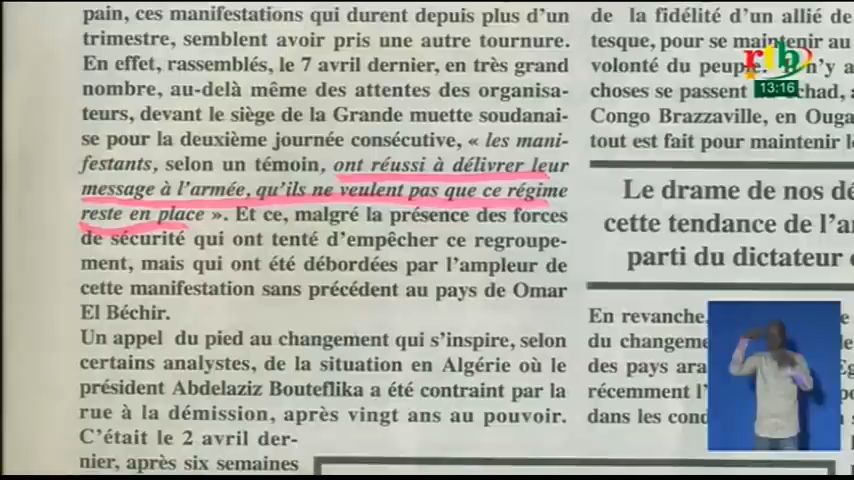 pain, ces manifestations qui durent depuis plus d'un
trimestre, semblent avoir pris une autre tournure.
En effet, rassemblés, le 7 avril dernier, en très grand
nombre, au-delà même des attentes des organisa-
teurs, devant le siège de la Grande muette soudanai-
se pour la deuxième journée consécutive, « les mani-
festants, selon un témoin, ont réussi à délivrer leur
message à l'armée, qu'ils ne veulent pas que ce régime
reste en place ». Et ce, malgré la présence des forces
de sécurité qui ont tenté d'empêcher ce regroupe-
ment, mais qui ont été débordées par l'ampleur de
cette manifestation sans précédent au pays de Omar
El Béchir.
Un appel du pied au changement qui s'inspire, selon
certains analystes, de la situation en Algérie où le
président Abdelaziz Bouteflika a été contraint par la
rue à la démission, après vingt ans au pouvoir.
C'était le 2 avril der-
nier, après six semaines
de la fidélité d'un allié de
tesque, pour se maintenir au
volonté du peuple. n'y a
choses se passent chad,
Congo Brazzaville, en Ouga
tout est fait pour maintenir l
Le drame de nos dé
cette tendance de l'a
parti du dictateur
En revanche,
du changeme
des pays ara
récemment l'
dans les cond
rtb
13:16